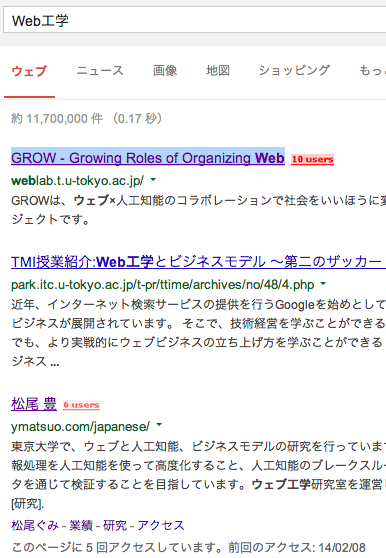 Web工学
ウェブ ニュース 画像 地図 ショッピング もっ
約 11,700,000 件 （0.17 秒）
GROW - Growing Roles of Organizing Web 10 users
weblab.t.u-tokyo.ac.jp/
GROWは、ウェブ×人工知能のコラボレーションで社会をいいほうに変
ジェクトです。
TMI授業紹介:Web工学とビジネスモデル ～第二のザッカー
park.itc.u-tokyo.ac.jp/t-pr/ttime/archives/no/48/4.php
近年、インターネット検索サービスの提供を行うGoogleを始めとして
ビジネスが展開されています。 そこで、技術経営を学ぶことができる
でも、より実戦的にウェブビジネスの立ち上げ方を学ぶことができる
ジネス ...
松尾 豊 6 users
ymatsuo.com/japanese/
東京大学で、ウェブと人工知能、ビジネスモデルの研究を行っています
報処理を人工知能を使って高度化すること、人工知能のブレークスルー
タを通じて検証することを目指しています。ウェブ工学研究室を運営し
[研究].
松尾ぐみ - 業績 - 研究 - アクセス
このページに 5 回アクセスしています。前回のアクセス: 14/02/08